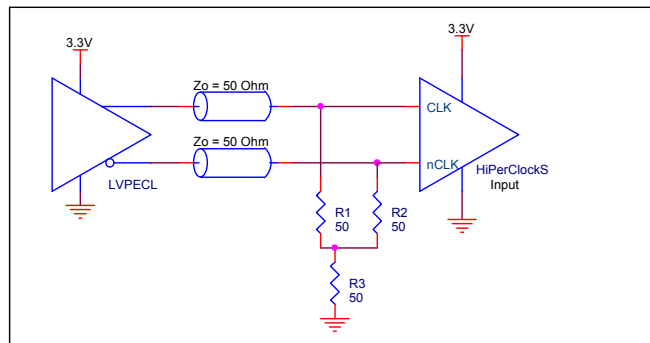 3.3V
3.3V
Zo = 50 Ohm
CLK
Zo = 50 Ohm
nCLK
LVPECL
HiPerClockS
Input
R1
50
R2
50
R3
50